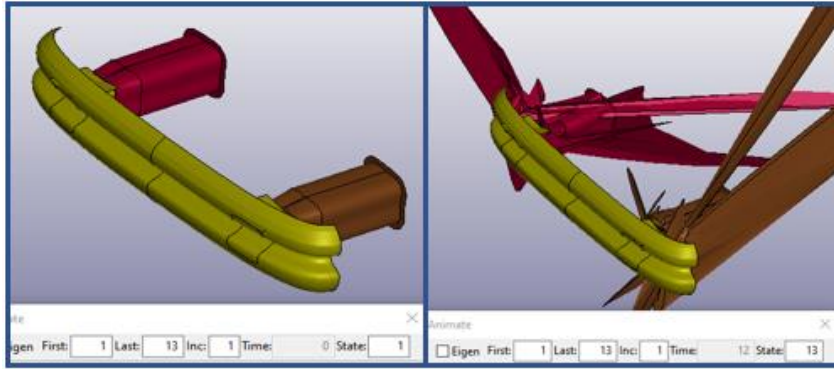 ate
gen First: 1 Last: 13 Inc: 1 Time: 0 State: 1
Animate
Eigen First: 1 Last: 13 Inc: 1 Time: 12 State: 13